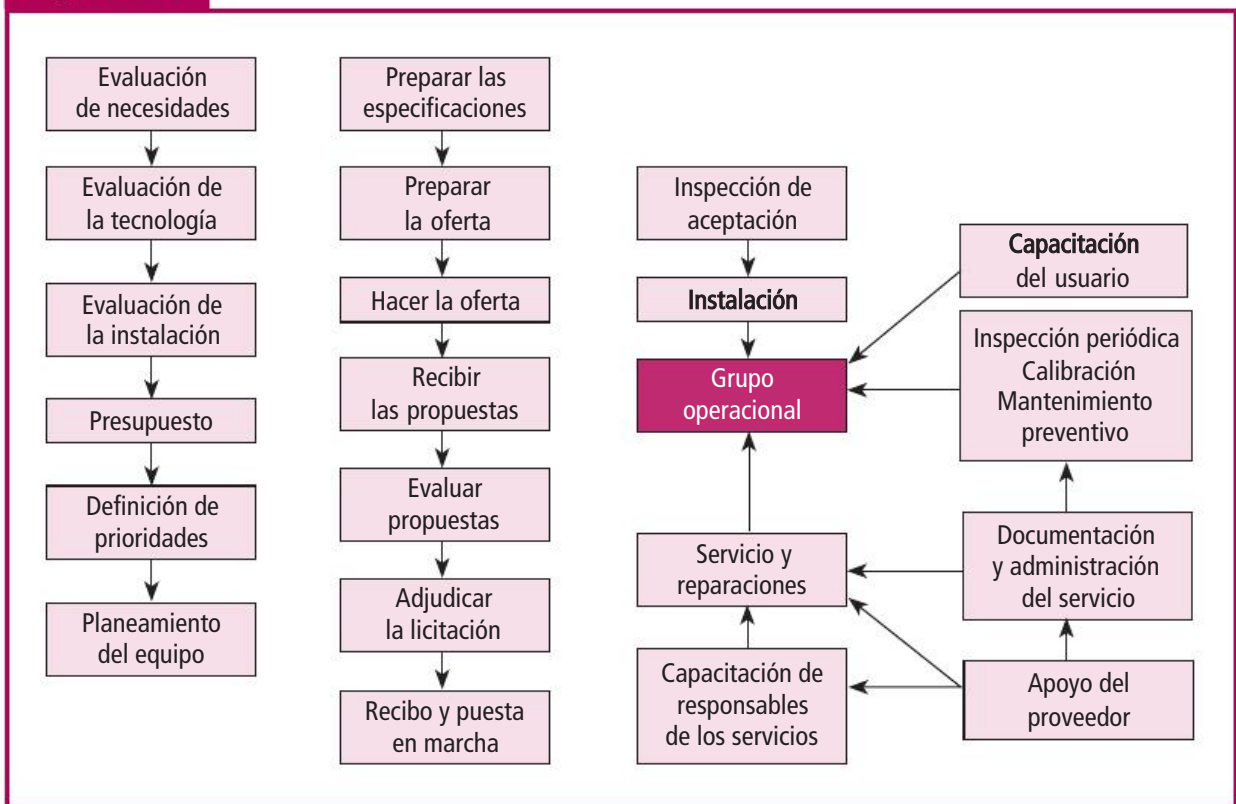 Evaluación
de necesidades
Evaluación de
la tecnología
Evaluación de
la instalación
Presupuesto
Definición de
prioridades
Planeamiento
del equipo
Preparar las
especificaciones
Preparar
la oferta
Hacer la oferta
Recibir
las propuestas
Evaluar
propuestas
Adjudicar
la licitación
Recibo y puesta
en marcha
Inspección de
aceptación
Instalación
Grupo
operacional
Servicio y
reparaciones
Capacitación de
responsables
de los servicios
Capacitación
del usuario
Inspección periódica
Calibración
Mantenimiento
preventivo
Documentación
y administración
del servicio
Apoyo del
proveedor